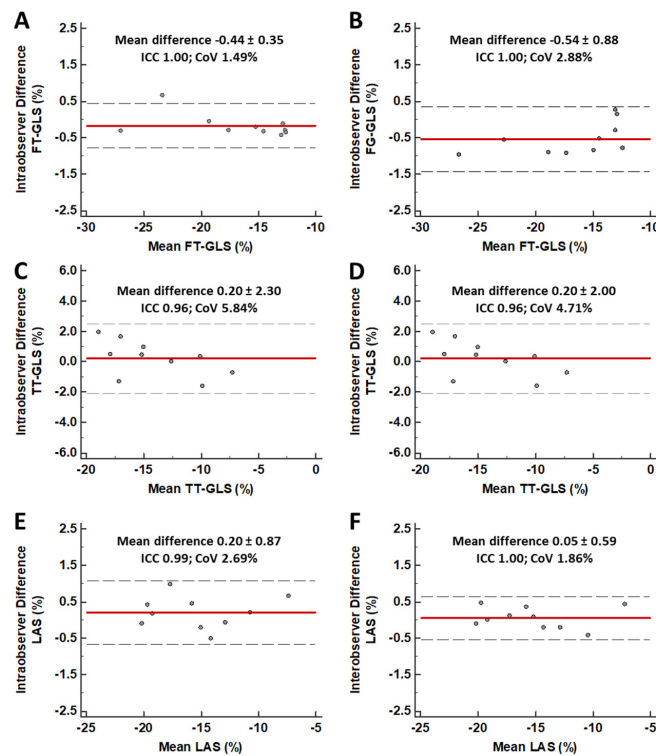 A
Mean difference -0.44 ± 0.35
ICC 1.00; CoV 1.49%
Intraobserver Difference
FT-GLS (%)
2.5
1.5
0.5
-0.5
-1.5
-2.5
-30 -25 -20 -15 -10
Mean FT-GLS (%)
B
Mean difference -0.54 ± 0.88
ICC 1.00; CoV 2.88%
Interobserver Differene
FG-GLS (%)
2.5
1.5
0.5
-0.5
-1.5
-2.5
-30 -25 -20 -15 -10
Mean FT-GLS (%)
C
Mean difference 0.20 ± 2.30
ICC 0.96; CoV 5.84%
Intraobserver Difference
TT-GLS (%)
6.0
4.0
2.0
0.0
-2.0
-4.0
-6.0
-20 -15 -10 -5 0
Mean TT-GLS (%)
D
Mean difference 0.20 ± 2.00
ICC 0.96; CoV 4.71%
Intraobserver Difference
TT-GLS (%)
6.0
4.0
2.0
0.0
-2.0
-4.0
-6.0
-20 -15 -10 -5 0
Mean TT-GLS (%)
E
Mean difference 0.20 ± 0.87
ICC 0.99; CoV 2.69%
Intraobserver Difference
LAS (%)
2.5
1.5
0.5
-0.5
-1.5
-2.5
-25 -20 -15 -10 -5
Mean LAS (%)
F
Mean difference 0.05 ± 0.59
ICC 1.00; CoV 1.86%
Interobserver Difference
LAS (%)
2.5
1.5
0.5
-0.5
-1.5
-2.5
-25 -20 -15 -10 -5
Mean LAS (%)